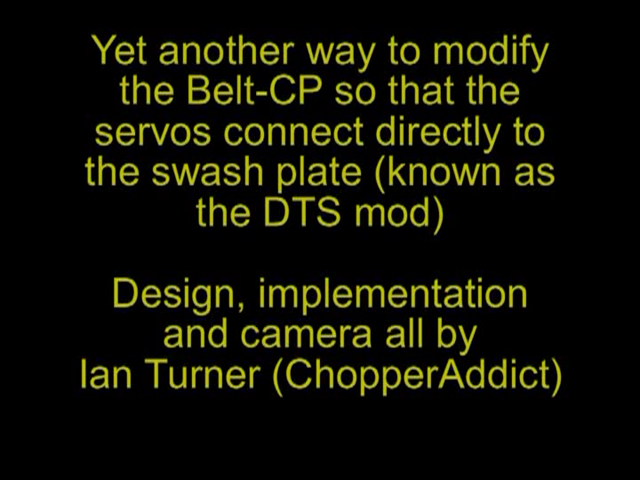 Yet another way to modify
the Belt-CP so that the
servos connect directly to
the swash plate (known as
the DTS mod)
Design, implementation
and camera all by
Ian Turner (ChopperAddict)